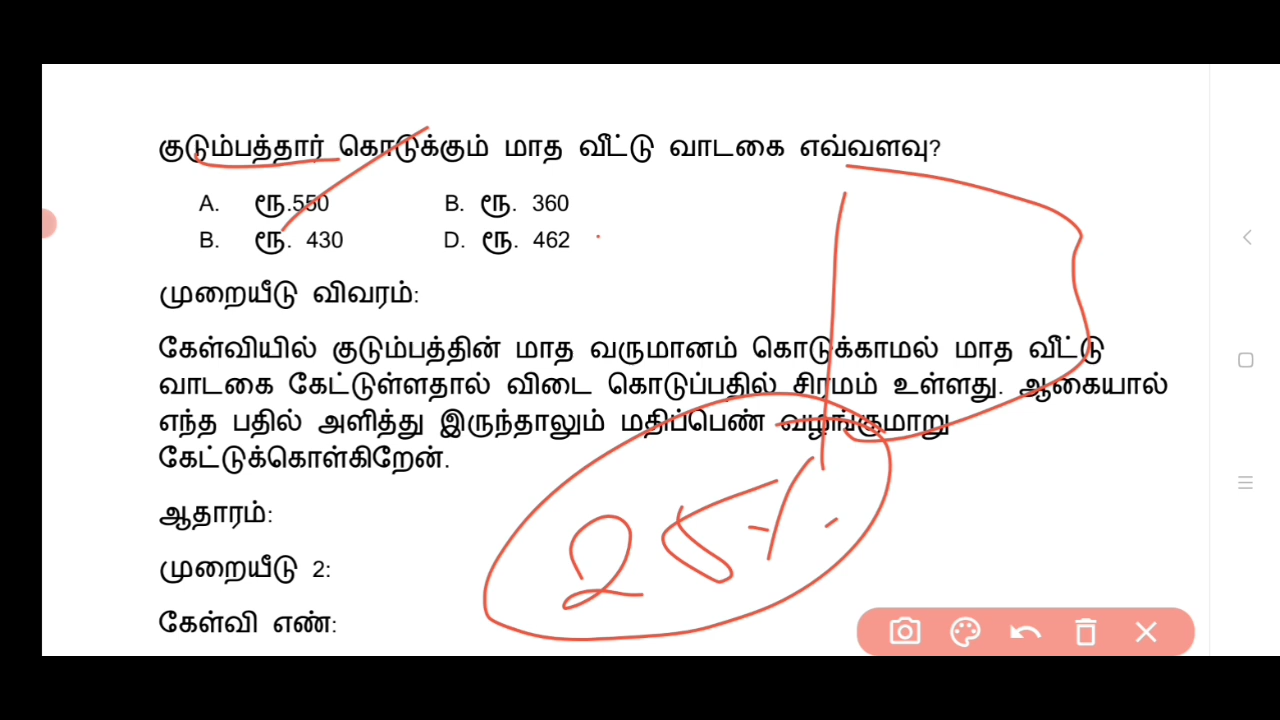 குடும்பத்தார் கொடுக்கும் மாத வீட்டு வாடகை எவ்வளவு?
A. ரூ.550 B. ரூ. 360
B. ரூ. 430 D. ரூ. 462
முறையீடு விவரம்:
கேள்வியில் குடும்பத்தின் மாத வருமானம் கொடுக்காமல் மாத வீட்டு
வாடகை கேட்டுள்ளதால் விடை கொடுப்பதில் சிரமம் உள்ளது. ஆகையால்
எந்த பதில் அளித்து இருந்தாலும் மதிப்பெண் வழங்குமாறு
கேட்டுக்கொள்கிறேன்.
ஆதாரம்:
25%
முறையீடு 2:
கேள்வி எண்: